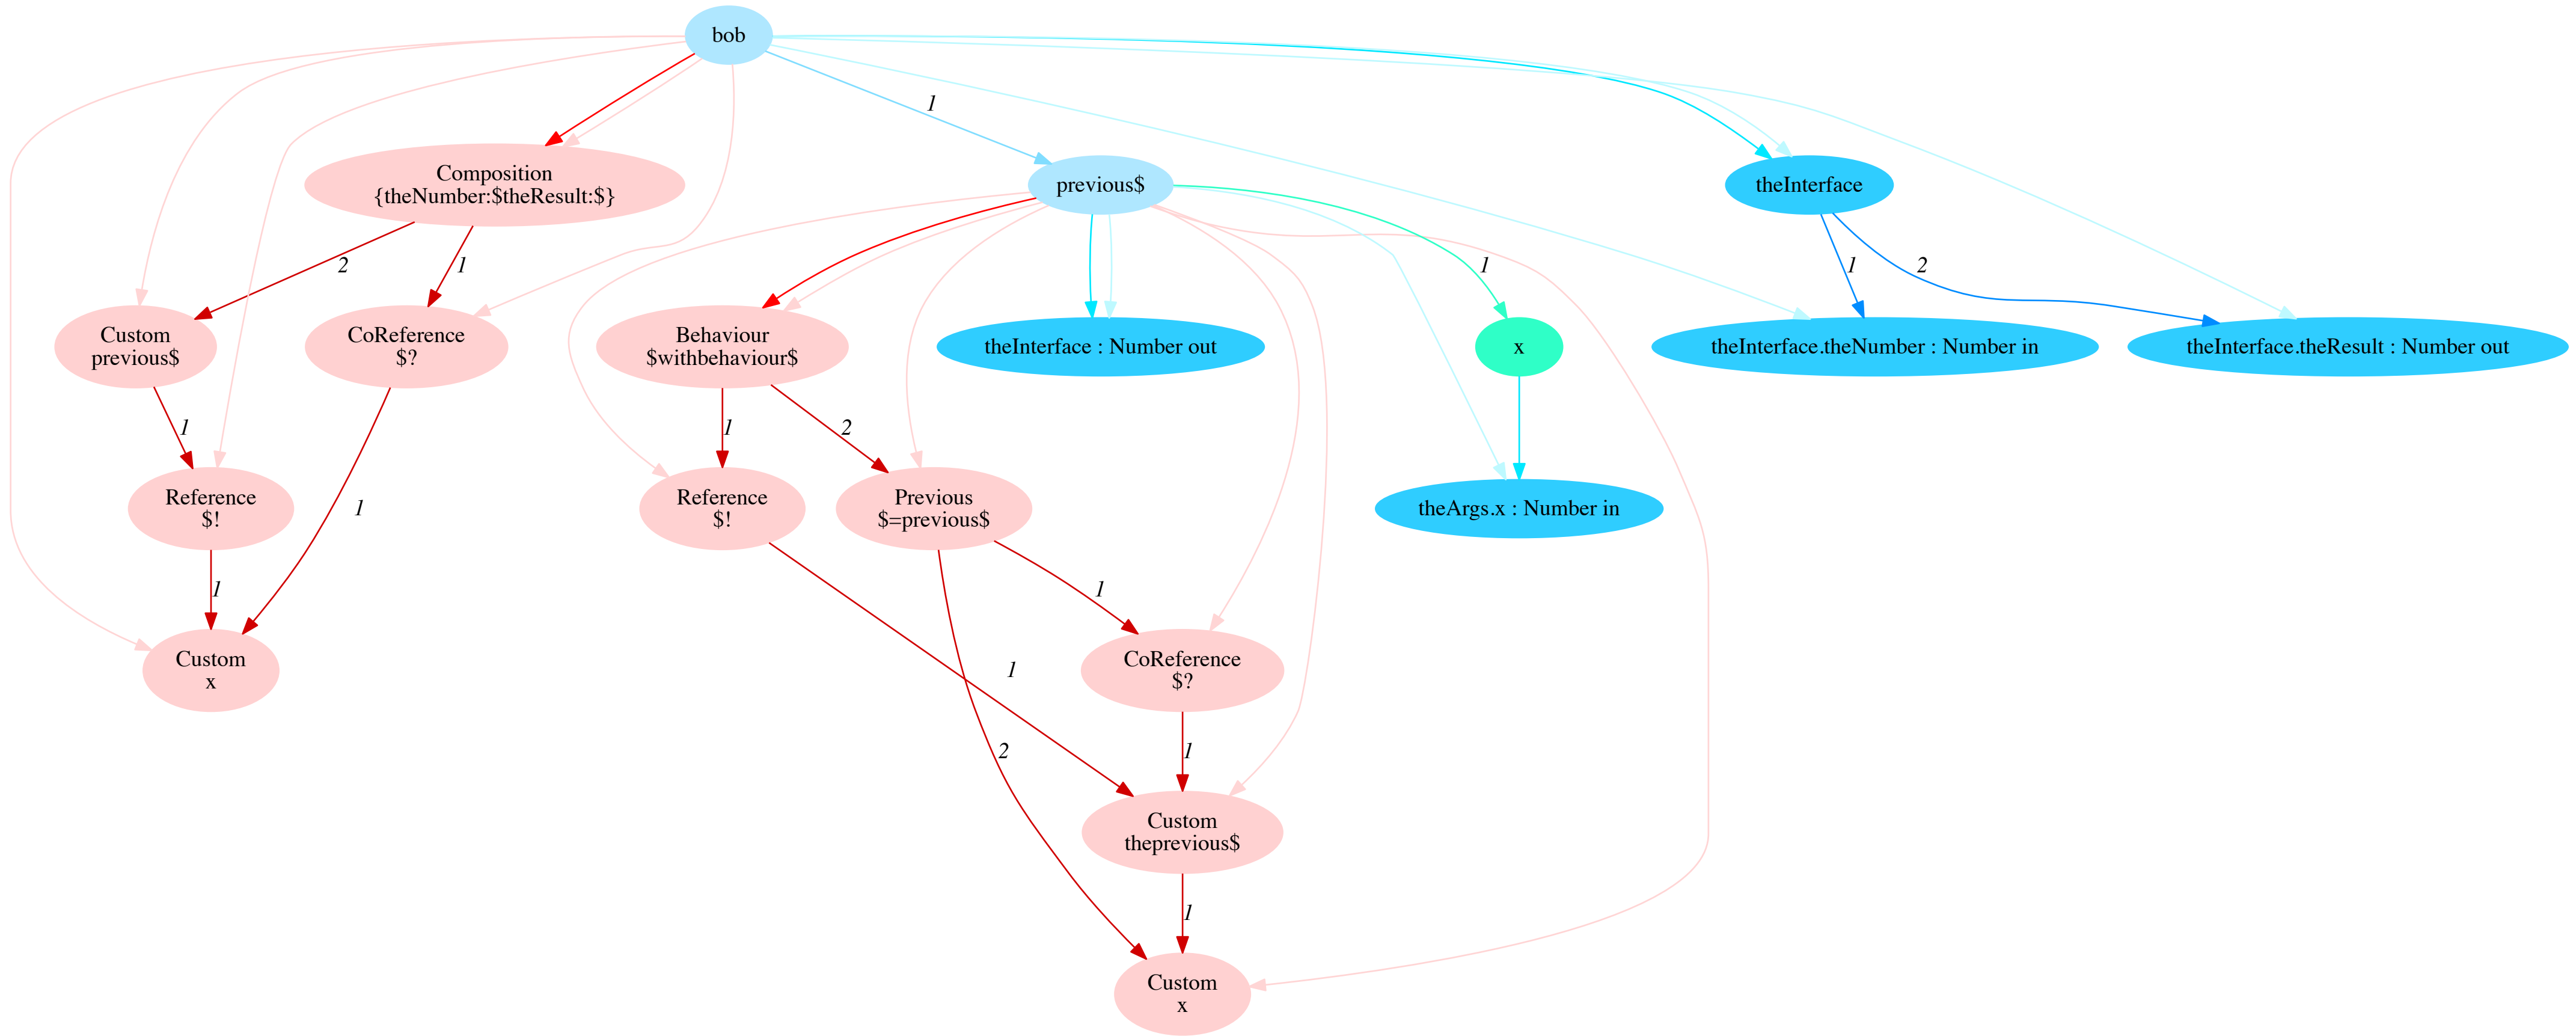 bob
1
Composition
{theNumber:$theResult:$}
previous$
theInterface
2
1
1
1
2
Custom
previous$
CoReference
$?
Behaviour
$withbehaviour$
theInterface : Number out
x
theInterface.theNumber : Number in
theInterface.theResult : Number out
1
1
2
Reference
$!
1
Reference
$!
Previous
$=previous$
theArgs.x : Number in
1
1
Custom
x
1
CoReference
$?
2
1
Custom
theprevious$
1
Custom
x